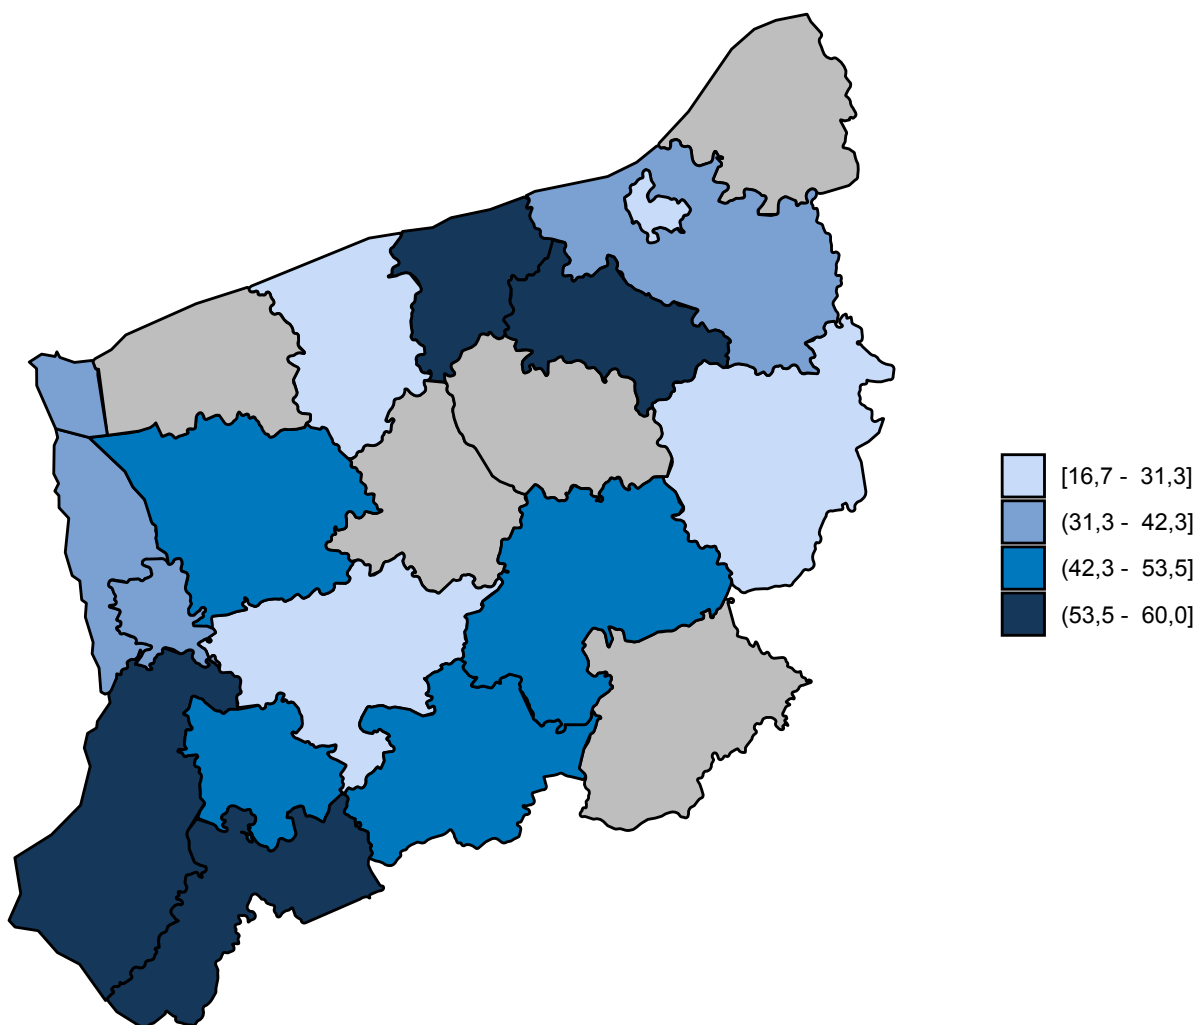 [16,7 - 31,3]
(31,3 - 42,3]
(42,3 - 53,5]
(53,5 - 60,0]